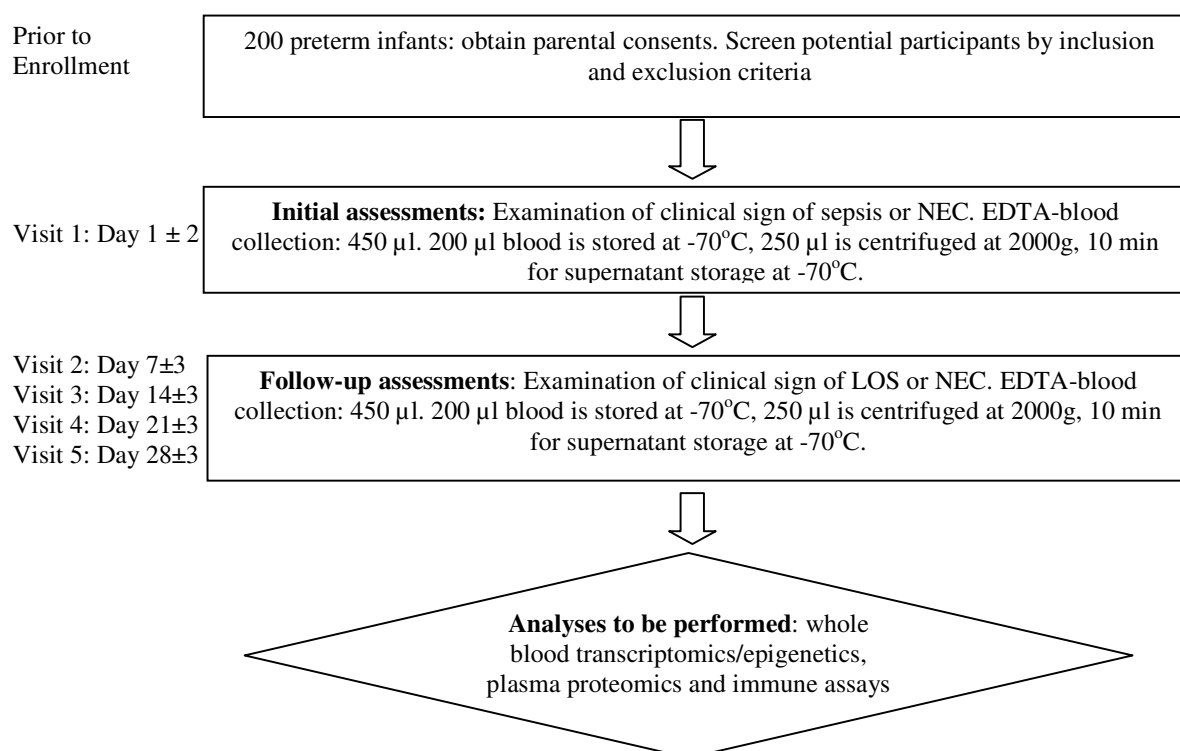 Prior to
Enrollment
200 preterm infants: obtain parental consents. Screen potential participants by inclusion
and exclusion criteria
Visit 1: Day 1 ± 2
Initial assessments: Examination of clinical sign of sepsis or NEC. EDTA-blood
collection: 450 µl. 200 µl blood is stored at -70°C, 250 µl is centrifuged at 2000g, 10 min
for supernatant storage at -70°C.
Visit 2: Day 7±3
Visit 3: Day 14±3
Visit 4: Day 21±3
Visit 5: Day 28±3
Follow-up assessments: Examination of clinical sign of LOS or NEC. EDTA-blood
collection: 450 µl. 200 µl blood is stored at -70°C, 250 µl is centrifuged at 2000g, 10 min
for supernatant storage at -70°C.
Analyses to be performed: whole
blood transcriptomics/epigenetics,
plasma proteomics and immune assays